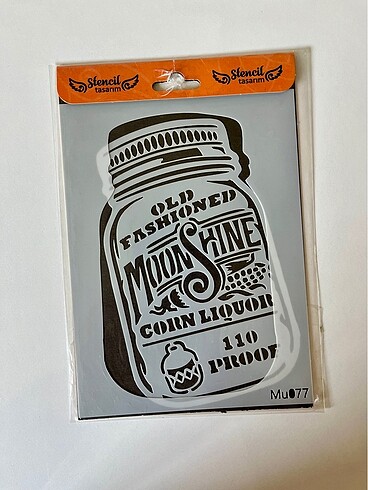 Stencil
tasarım
Stencil
tasarım
OLD
FASHIONED
MOONSHINE
CORN LIQUOR
110
PROOF
Mu077